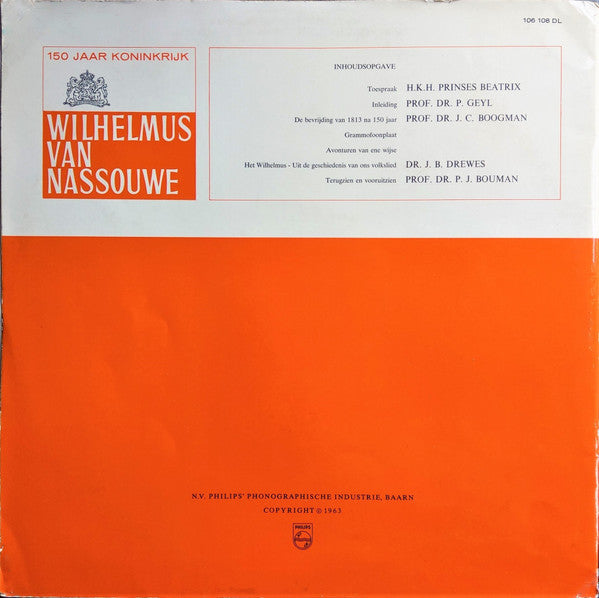 106 108 DL
150 JAAR KONINKRIJK
WILHELMUS
VAN
NASSOUWE
INHOUDSOPGAVE
Toespraak H.K.H. PRINSES BEATRIX
Inleiding PROF. DR. P. GEYL
De bevrijding van 1813 na 150 jaar PROF. DR. J. C. BOOGMAN
Grammofoonplaat
Avonturen van ene wijse
Het Wilhelmus - Uit de geschiedenis van ons volkslied DR. J. B. DREWES
Terugzien en vooruitzien PROF. DR. P. J. BOUMAN
N.V. PHILIPS' PHONOGRAPHISCHE INDUSTRIE, BAARN
COPYRIGHT © 1963
PHILIPS